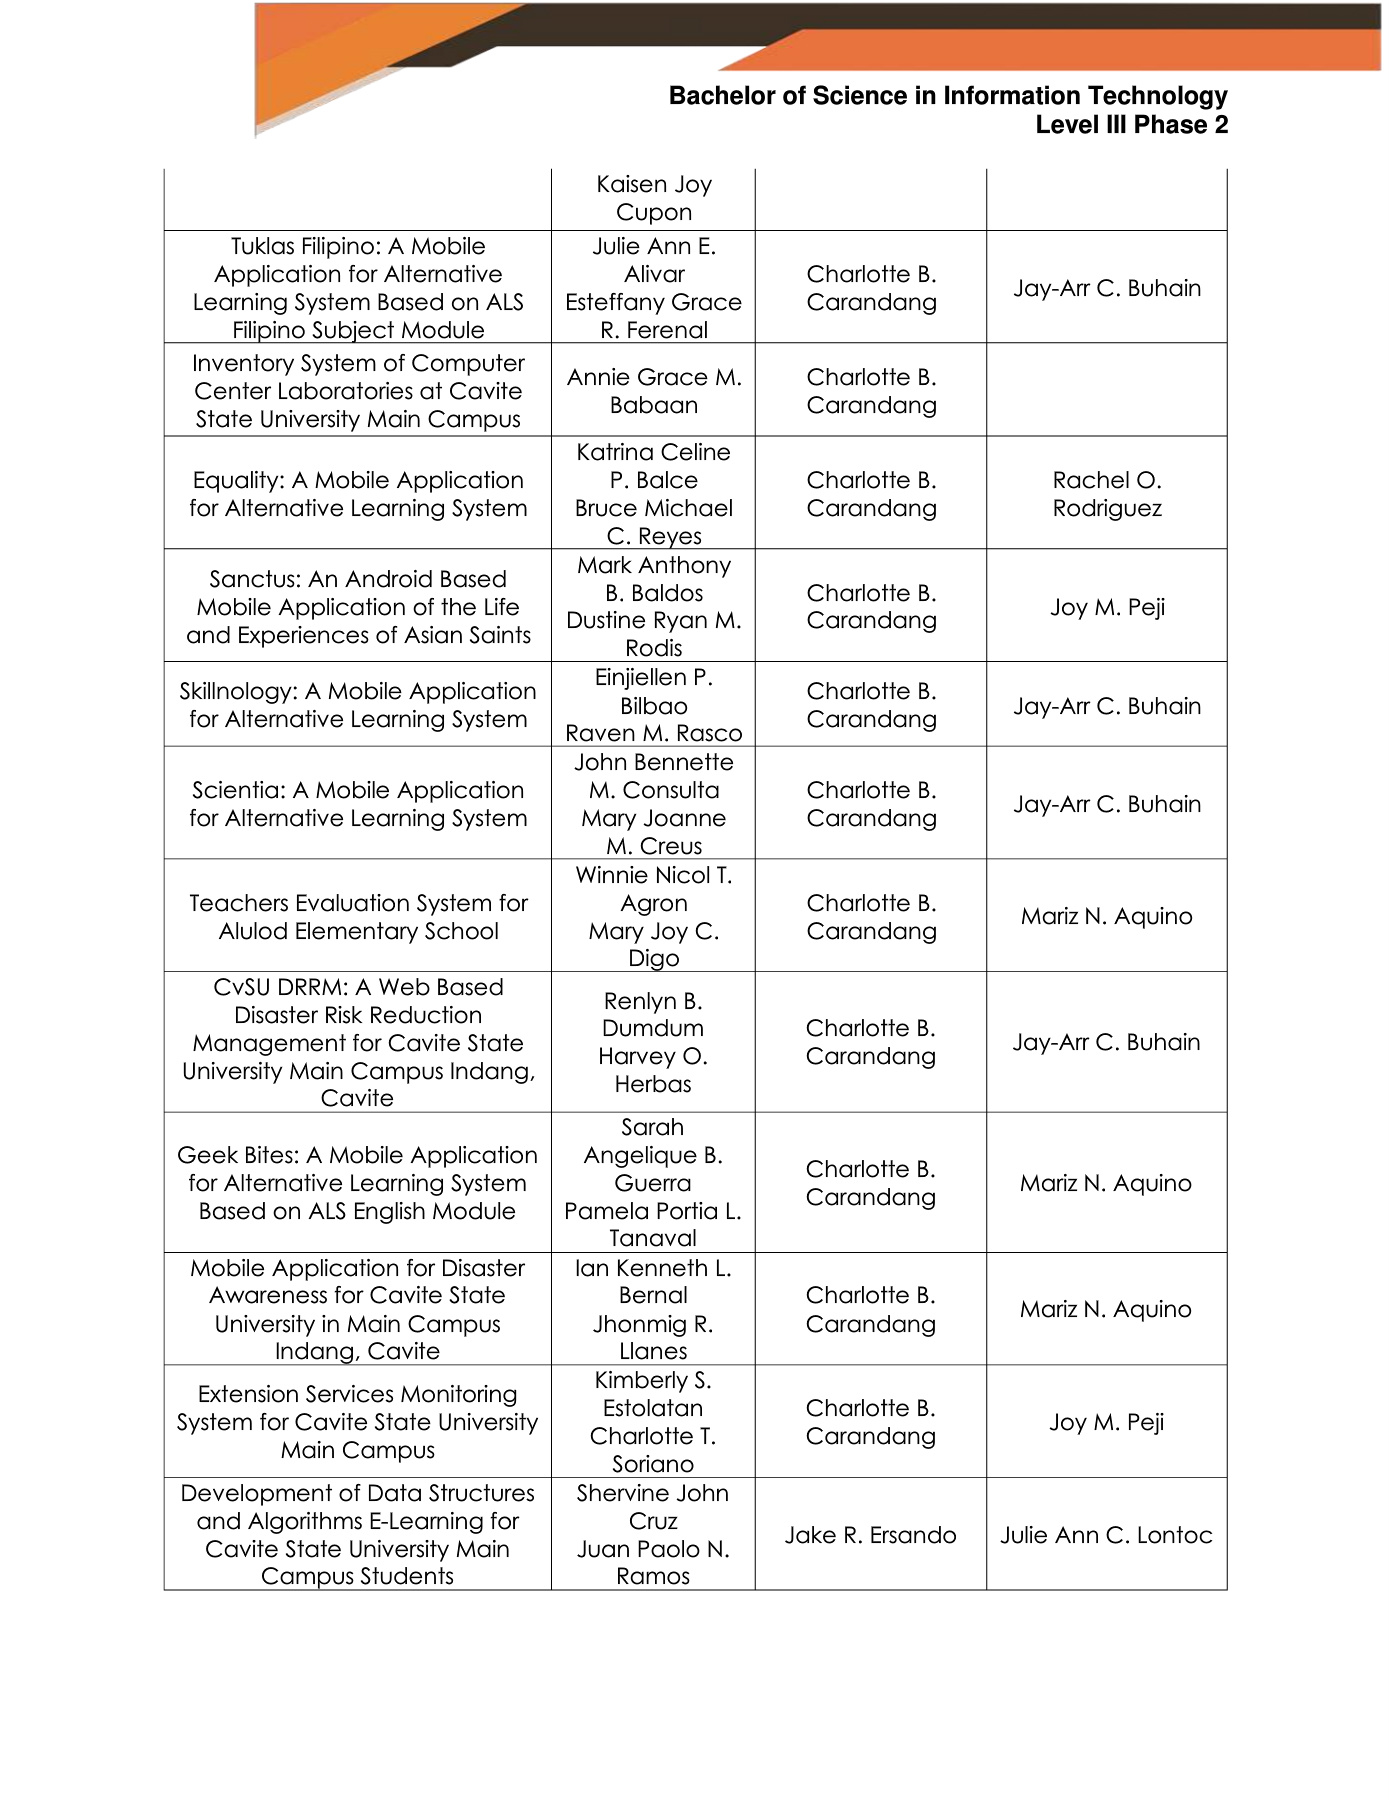 Bachelor of Science in Information Technology
Level III Phase 2
Kaisen Joy
Cupon
Tuklas Filipino: A Mobile
Application for Alternative
Learning System Based on ALS
Filipino Subject Module
Julie Ann E.
Alivar
Esteffany Grace
R. Ferenal
Charlotte B.
Carandang
Jay-Arr C. Buhain
Inventory System of Computer
Center Laboratories at Cavite
State University Main Campus
Annie Grace M.
Babaan
Charlotte B.
Carandang
Equality: A Mobile Application
for Alternative Learning System
Katrina Celine
P. Balce
Bruce Michael
C. Reyes
Charlotte B.
Carandang
Rachel O.
Rodriguez
Sanctus: An Android Based
Mobile Application of the Life
and Experiences of Asian Saints
Mark Anthony
B. Baldos
Dustine Ryan M.
Rodis
Charlotte B.
Carandang
Joy M. Peji
Skillnology: A Mobile Application
for Alternative Learning System
Einjiellen P.
Bilbao
Raven M. Rasco
Charlotte B.
Carandang
Jay-Arr C. Buhain
Scientia: A Mobile Application
for Alternative Learning System
John Bennette
M. Consulta
Mary Joanne
M. Creus
Charlotte B.
Carandang
Jay-Arr C. Buhain
Teachers Evaluation System for
Alulod Elementary School
Winnie Nicol T.
Agron
Mary Joy C.
Digo
Charlotte B.
Carandang
Mariz N. Aquino
CvSU DRRM: A Web Based
Disaster Risk Reduction
Management for Cavite State
University Main Campus Indang,
Cavite
Renlyn B.
Dumdum
Harvey O.
Herbas
Charlotte B.
Carandang
Jay-Arr C. Buhain
Geek Bites: A Mobile Application
for Alternative Learning System
Based on ALS English Module
Sarah
Angelique B.
Guerra
Pamela Portia L.
Tanaval
Charlotte B.
Carandang
Mariz N. Aquino
Mobile Application for Disaster
Awareness for Cavite State
University in Main Campus
Indang, Cavite
Ian Kenneth L.
Bernal
Jhonmig R.
Llanes
Charlotte B.
Carandang
Mariz N. Aquino
Extension Services Monitoring
System for Cavite State University
Main Campus
Kimberly S.
Estolatan
Charlotte T.
Soriano
Charlotte B.
Carandang
Joy M. Peji
Development of Data Structures
and Algorithms E-Learning for
Cavite State University Main
Campus Students
Shervine John
Cruz
Juan Paolo N.
Ramos
Jake R. Ersando
Julie Ann C. Lontoc